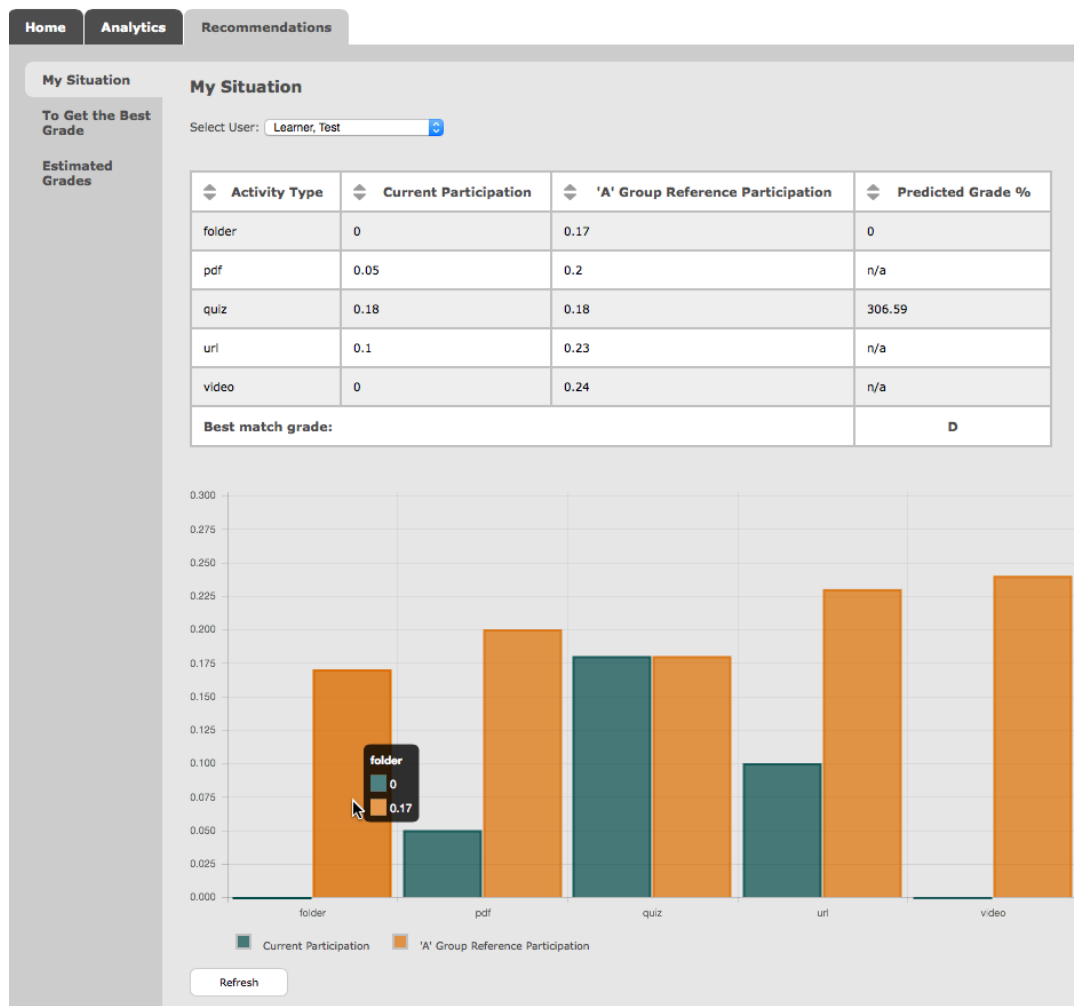 Home Analytics Recommendations
My Situation
To Get the Best
Grade
Estimated
Grades
My Situation
Select User: Learner, Test
Activity Type Current Participation 'A' Group Reference Participation Predicted Grade %
folder 0 0.17 0
pdf 0.05 0.2 n/a
quiz 0.18 0.18 306.59
url 0.1 0.23 n/a
video 0 0.24 n/a
Best match grade: D
0.300
0.275
0.250
0.225
0.200
0.175
0.150
0.125
0.100
0.075
0.050
0.025
0.000
folder
0
0.17
folder pdf quiz url video
Current Participation 'A' Group Reference Participation
Refresh